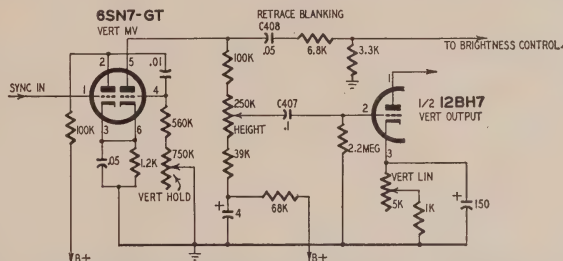 6SN7-GT
VERT MV
RETRACE BLANKING
C408
.05
6.8K
3.3K
TO BRIGHTNESS CONTROL
2
5
.01
100K
SYNC IN
1
4
250K
HEIGHT
C407
.1
1
1/2 12BH7
VERT OUTPUT
2
100K
3
6
560K
2.2MEG
3
.05
1.2K
750K
VERT HOLD
39K
VERT LIN
5K
1K
+
150
+
4
68K
B+
B+